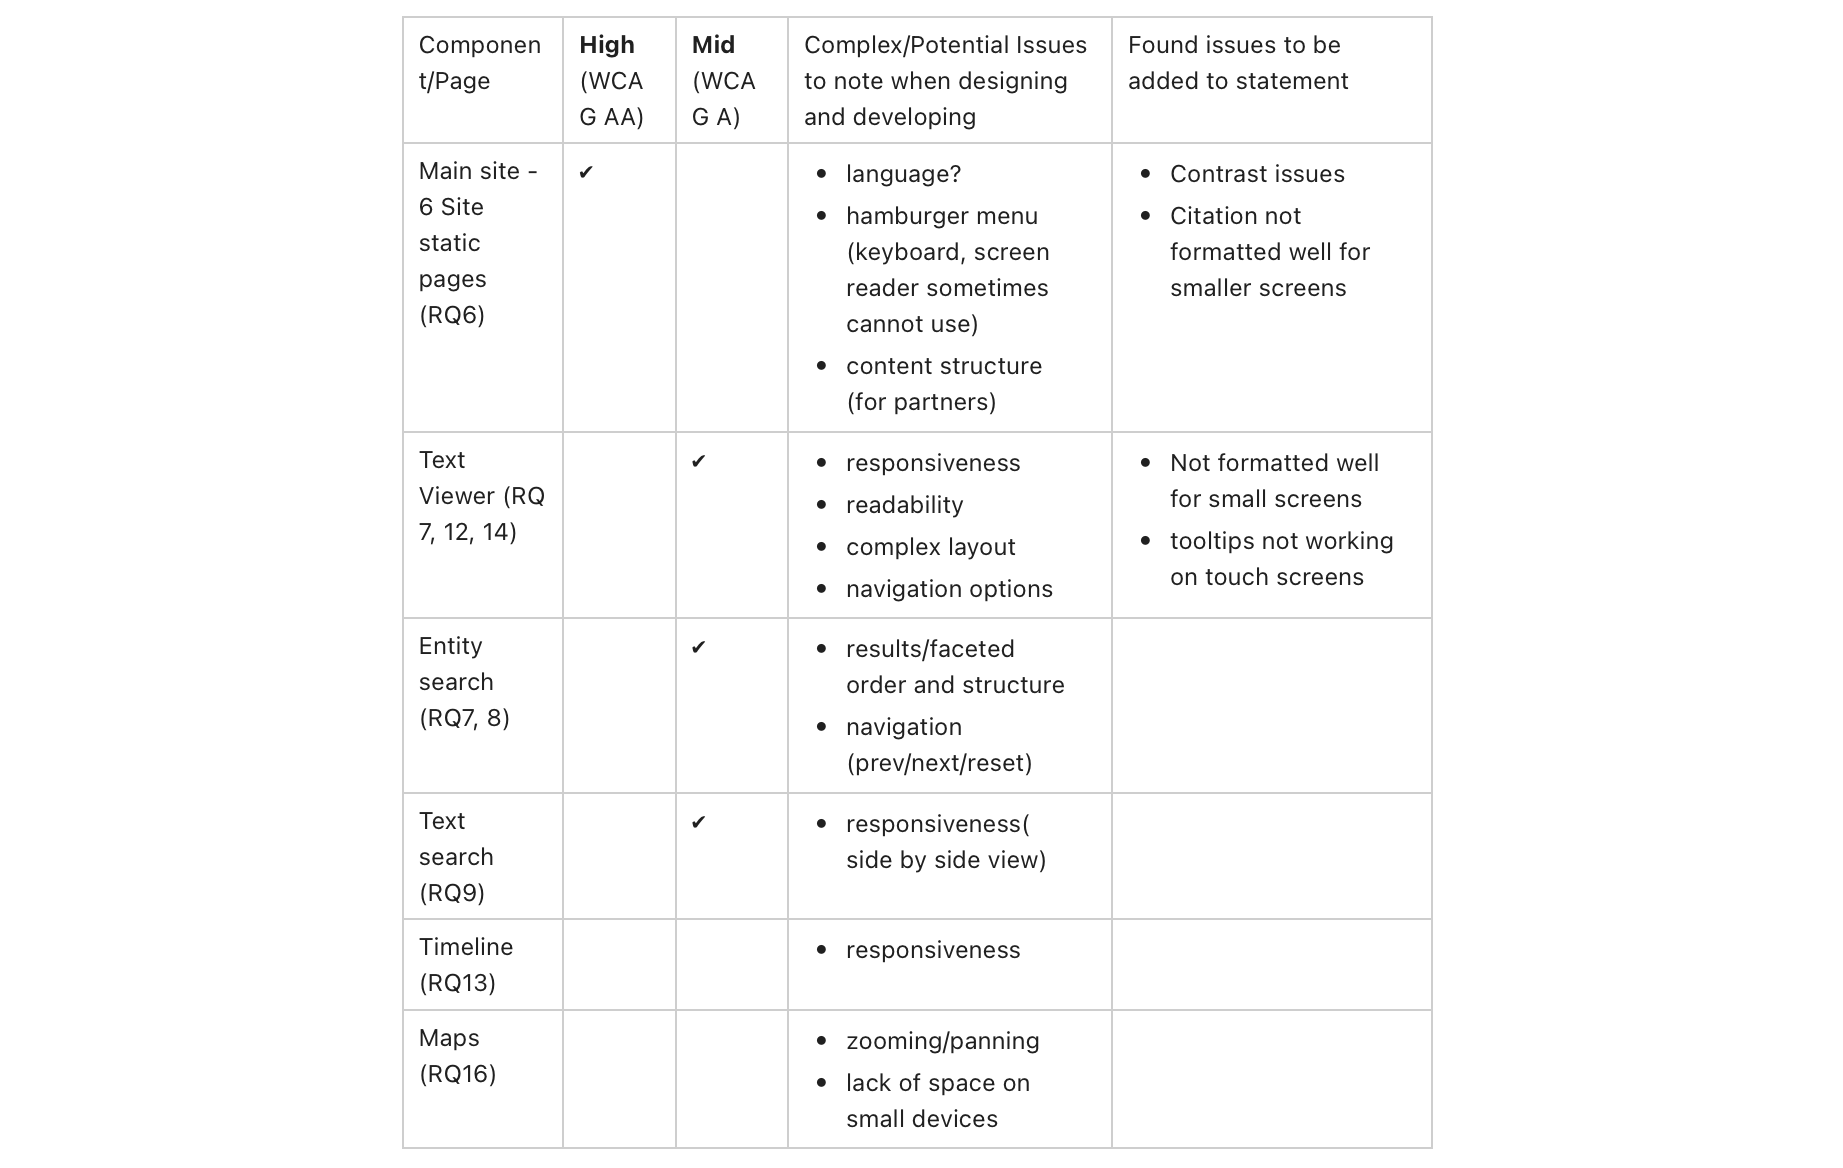 Componen
t/Page
High
(WCA
G AA)
Mid
(WCA
G A)
Complex/Potential Issues
to note when designing
and developing
Found issues to be
added to statement
Main site -
6 Site
static
pages
(RQ6)
✔
• language?
• hamburger menu
(keyboard, screen
reader sometimes
cannot use)
• content structure
(for partners)
• Contrast issues
• Citation not
formatted well for
smaller screens
Text
Viewer (RQ
7, 12, 14)
✔
• responsiveness
• readability
• complex layout
• navigation options
• Not formatted well
for small screens
• tooltips not working
on touch screens
Entity
search
(RQ7, 8)
✔
• results/faceted
order and structure
• navigation
(prev/next/reset)
Text
search
(RQ9)
✔
• responsiveness(
side by side view)
Timeline
(RQ13)
• responsiveness
Maps
(RQ16)
• zooming/panning
• lack of space on
small devices